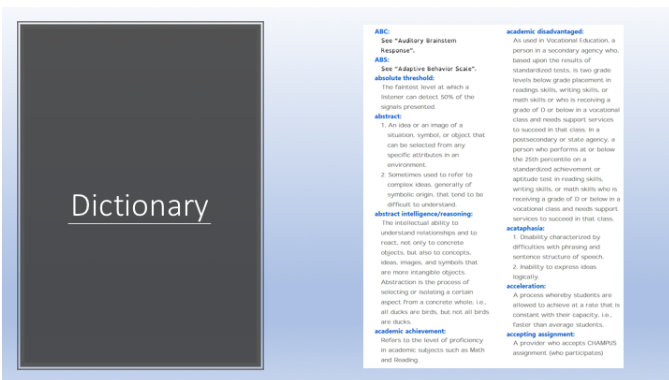 Dictionary
ABC:
See "Auditory Brainstem
Response".
ABS:
See "Adaptive Behavior Scale".
absolute threshold:
The faintest level at which a
listener can detect 50% of the
signals presented.
abstract:
1. An idea or an image of a
situation, symbol, or object that
can be selected from any
specific attributes in an
environment.
2. Sometimes used to refer to
complex ideas, generally of
symbolic origin, that tend to be
difficult to understand.
abstract intelligence/reasoning:
The intellectual ability to
understand relationships and to
react, not only to concrete
objects, but also to concepts,
ideas, images, and symbols that
are more intangible objects.
Abstraction is the process of
selecting or isolating a certain
aspect from a concrete whole, i.e.,
all ducks are birds, but not all birds
are ducks.
academic achievement:
Refers to the level of proficiency
in academic subjects such as Math
and Reading.
academic disadvantaged:
As used in Vocational Education, a
person in a secondary agency who,
based upon the results of
standardized tests, is two grade
levels below grade placement in
readings skills, writing skills, or
math skills or who is receiving a
grade of D or below in a vocational
class and needs support services
to succeed in that class. In a
postsecondary or state agency, a
person who performs at or below
the 25th percentile on a
standardized achievement or
aptitude test in reading skills,
writing skills, or math skills who is
receiving a grade of D or below in a
vocational class and needs support
services to succeed in that class.
acataphasia:
1. Disability characterized by
difficulties with phrasing and
sentence structure of speech.
2. Inability to express ideas
logically.
acceleration:
A process whereby students are
allowed to achieve at a rate that is
constant with their capacity, i.e.,
faster than average students.
accepting assignment:
A provider who accepts CHAMPUS
assignment (who participates)